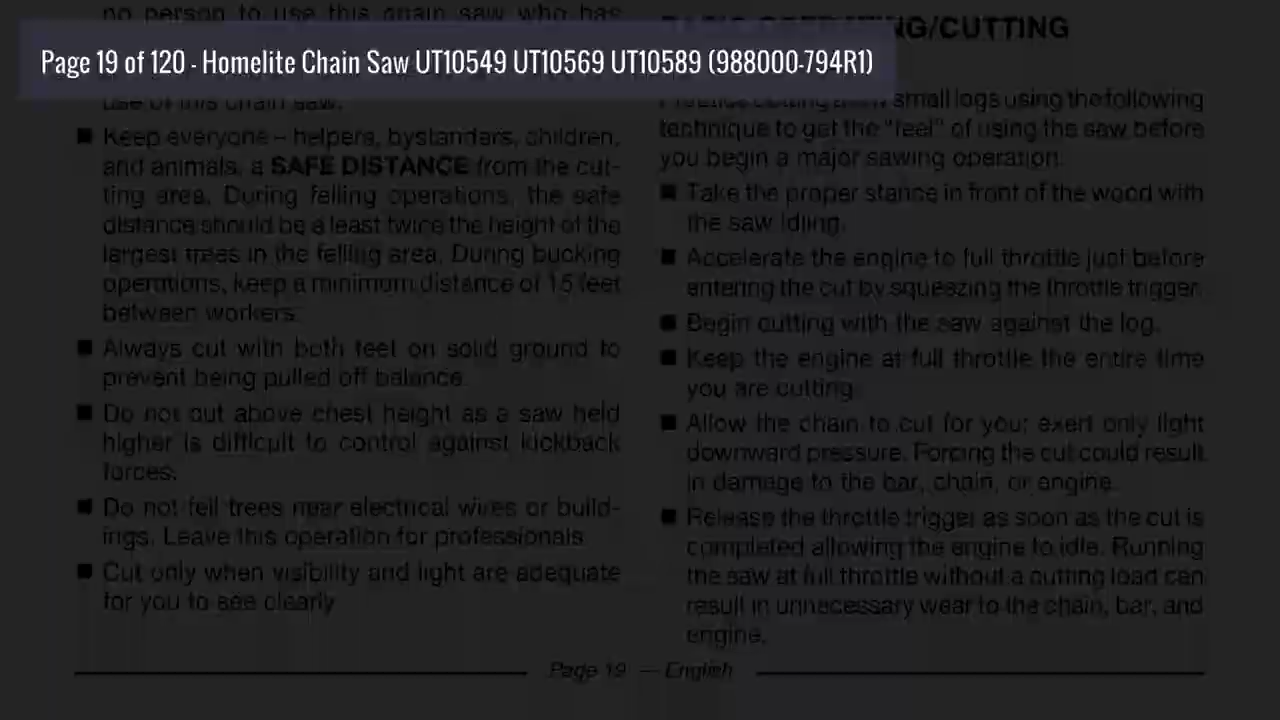 no person to use this chain saw who has
Page 19 of 120 - Homelite Chain Saw UT10549 UT10569 UT10589 (988000-794R1)
use of this chain saw.
■ Keep everyone – helpers, bystanders, children,
and animals, a SAFE DISTANCE from the cut-
ting area. During felling operations, the safe
distance should be a least twice the height of the
largest trees in the felling area. During bucking
operations, keep a minimum distance of 15 feet
between workers.
■ Always cut with both feet on solid ground to
prevent being pulled off balance.
■ Do not cut above chest height as a saw held
higher is difficult to control against kickback
forces.
■ Do not fell trees near electrical wires or build-
ings. Leave this operation for professionals.
■ Cut only when visibility and light are adequate
for you to see clearly.
OPERATING/CUTTING
small logs using the following
technique to get the "feel" of using the saw before
you begin a major sawing operation.
■ Take the proper stance in front of the wood with
the saw idling.
■ Accelerate the engine to full throttle just before
entering the cut by squeezing the throttle trigger.
■ Begin cutting with the saw against the log.
■ Keep the engine at full throttle the entire time
you are cutting.
■ Allow the chain to cut for you; exert only light
downward pressure. Forcing the cut could result
in damage to the bar, chain, or engine.
■ Release the throttle trigger as soon as the cut is
completed allowing the engine to idle. Running
the saw at full throttle without a cutting load can
result in unnecessary wear to the chain, bar, and
engine.
Page 19 — English